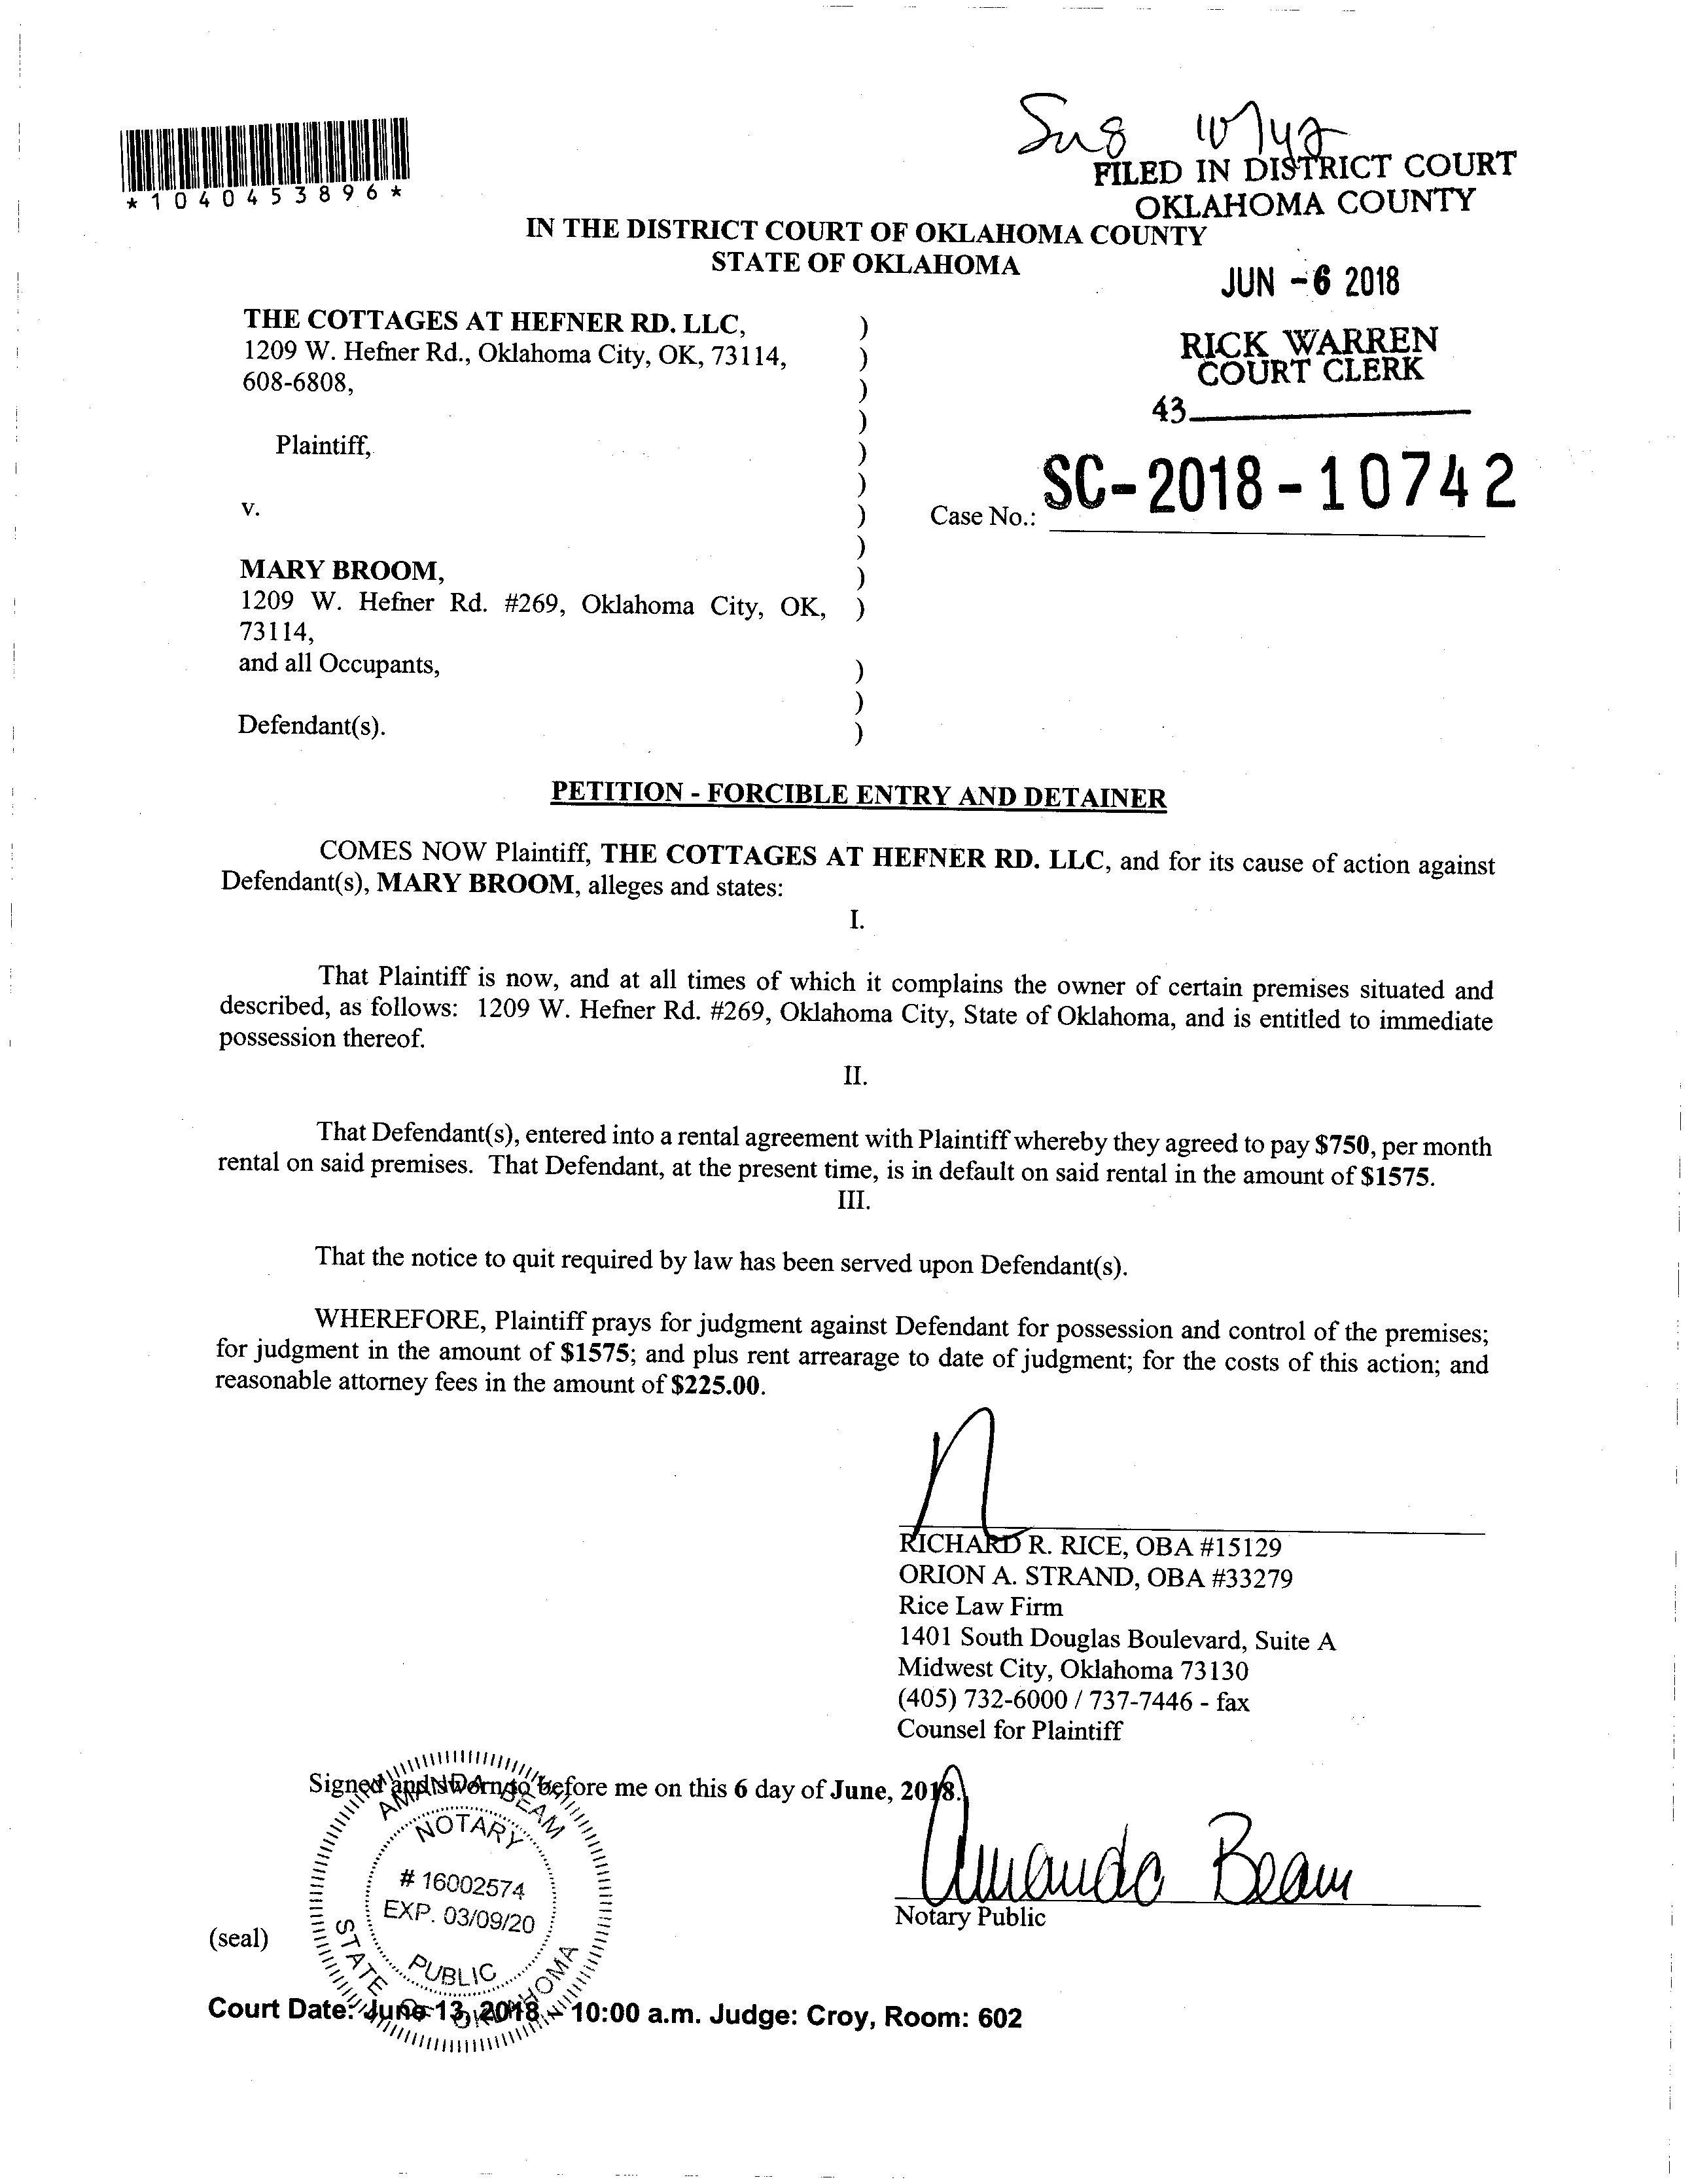 *1040453896*
FILED IN DISTRICT COURT
OKLAHOMA COUNTY
IN THE DISTRICT COURT OF OKLAHOMA COUNTY
STATE OF OKLAHOMA
JUN -6 2018
RICK WARREN
COURT CLERK
43
THE COTTAGES AT HEFNER RD. LLC, )
1209 W. Hefner Rd., Oklahoma City, OK, 73114, )
608-6808, )
)
Plaintiff, )
)
v. )
Case No.: SC-2018-10742
)
MARY BROOM, )
1209 W. Hefner Rd. #269, Oklahoma City, OK, )
73114,
and all Occupants, )
)
Defendant(s). )
PETITION - FORCIBLE ENTRY AND DETAINER
COMES NOW Plaintiff, THE COTTAGES AT HEFNER RD. LLC, and for its cause of action against
Defendant(s), MARY BROOM, alleges and states:
I.
That Plaintiff is now, and at all times of which it complains the owner of certain premises situated and
described, as follows: 1209 W. Hefner Rd. #269, Oklahoma City, State of Oklahoma, and is entitled to immediate
possession thereof.
II.
That Defendant(s), entered into a rental agreement with Plaintiff whereby they agreed to pay $750, per month
rental on said premises. That Defendant, at the present time, is in default on said rental in the amount of $1575.
III.
That the notice to quit required by law has been served upon Defendant(s).
WHEREFORE, Plaintiff prays for judgment against Defendant for possession and control of the premises;
for judgment in the amount of $1575; and plus rent arrearage to date of judgment; for the costs of this action; and
reasonable attorney fees in the amount of $225.00.
RICHARD R. RICE, OBA #15129
ORION A. STRAND, OBA #33279
Rice Law Firm
1401 South Douglas Boulevard, Suite A
Midwest City, Oklahoma 73130
(405) 732-6000 / 737-7446 - fax
Counsel for Plaintiff
Signed and sworn to before me on this 6 day of June, 2018.
Amanda Beam
Notary Public
AMANDA BEAM
NOTARY
# 16002574
EXP. 03/09/20
PUBLIC
STATE OF OKLAHOMA
(seal)
Court Date: June 13, 2018 - 10:00 a.m. Judge: Croy, Room: 602